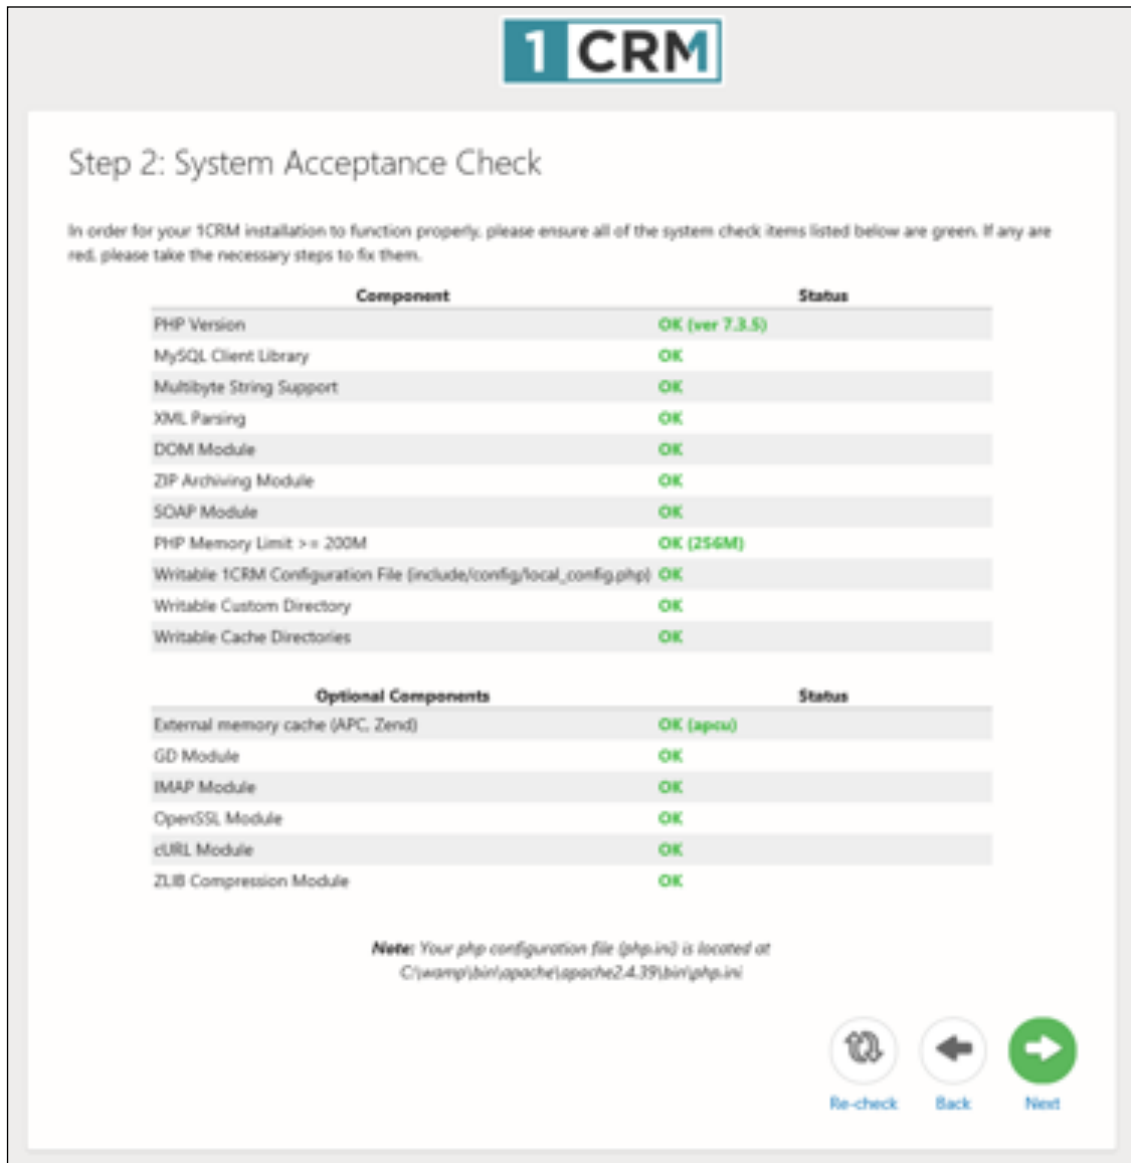 1 CRM
Step 2: System Acceptance Check
In order for your 1CRM installation to function properly, please ensure all of the system check items listed below are green. If any are
red, please take the necessary steps to fix them.
Component Status
PHP Version OK (ver 7.3.5)
MySQL Client Library OK
Multibyte String Support OK
XML Parsing OK
DOM Module OK
ZIP Archiving Module OK
SOAP Module OK
PHP Memory Limit >= 200M OK (256M)
Writable 1CRM Configuration File (include/config/local_config.php) OK
Writable Custom Directory OK
Writable Cache Directories OK
Optional Components Status
External memory cache (APC, Zend) OK (apcu)
GD Module OK
IMAP Module OK
OpenSSL Module OK
cURL Module OK
ZLIB Compression Module OK
Note: Your php configuration file (php.ini) is located at
C:\wamp\bin\apache\apache2.4.39\bin\php.ini
Re-check Back Next